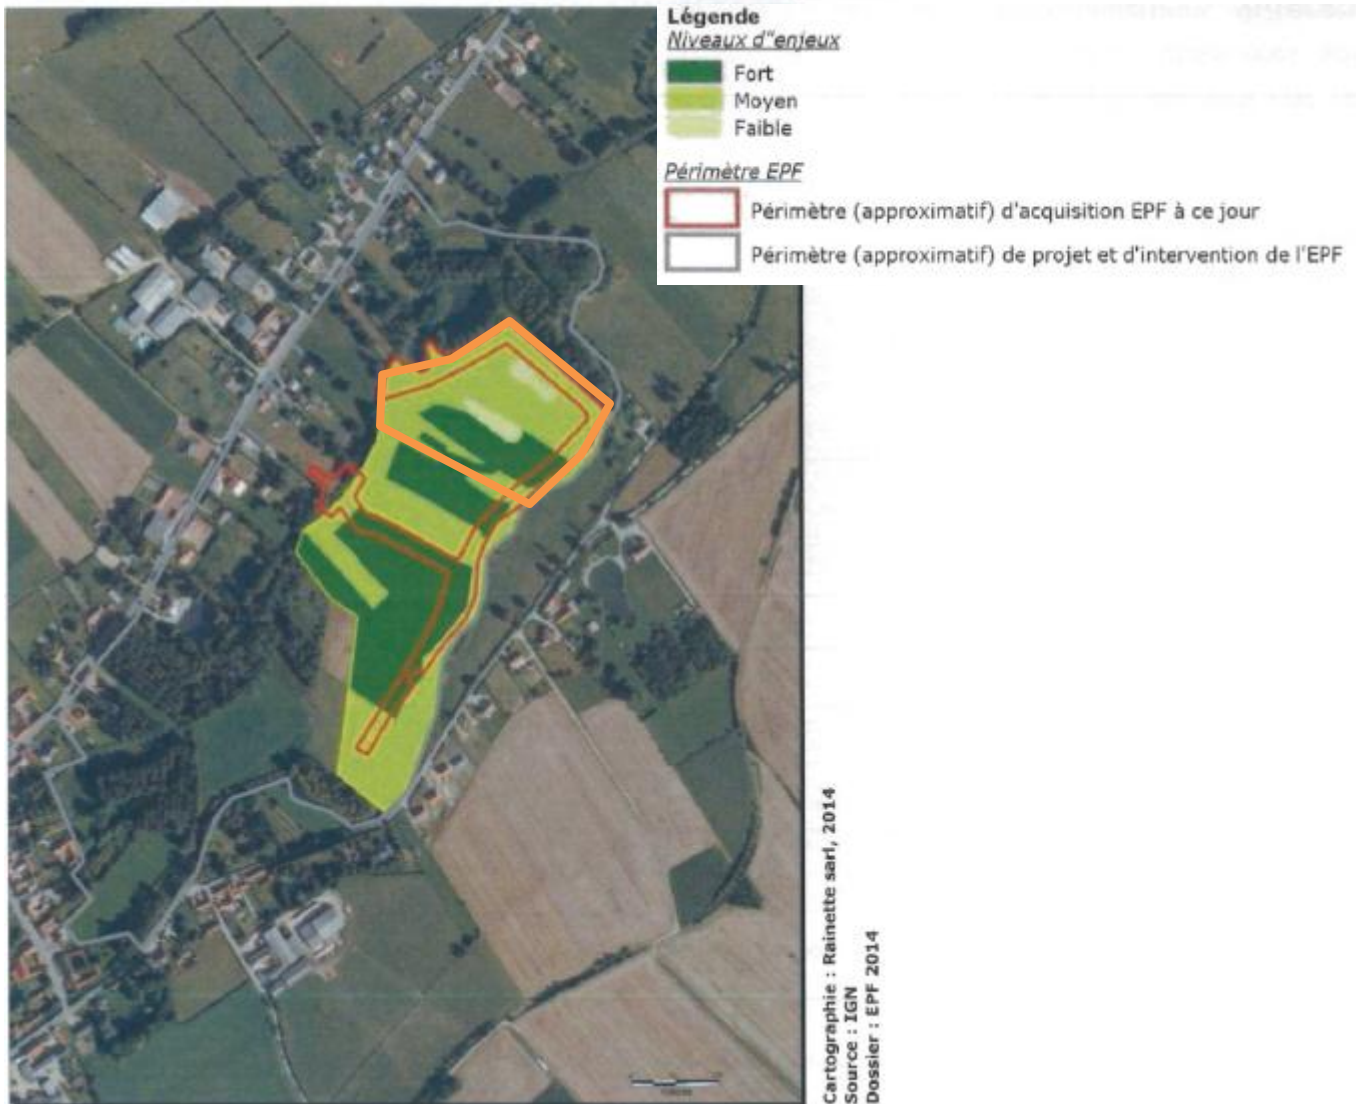 Légende
Niveaux d"enjeux
Fort
Moyen
Faible
Périmètre EPF
Périmètre (approximatif) d'acquisition EPF à ce jour
Périmètre (approximatif) de projet et d'intervention de l'EPF
Cartographie : Rainette sarl, 2014
Source : IGN
Dossier : EPF 2014